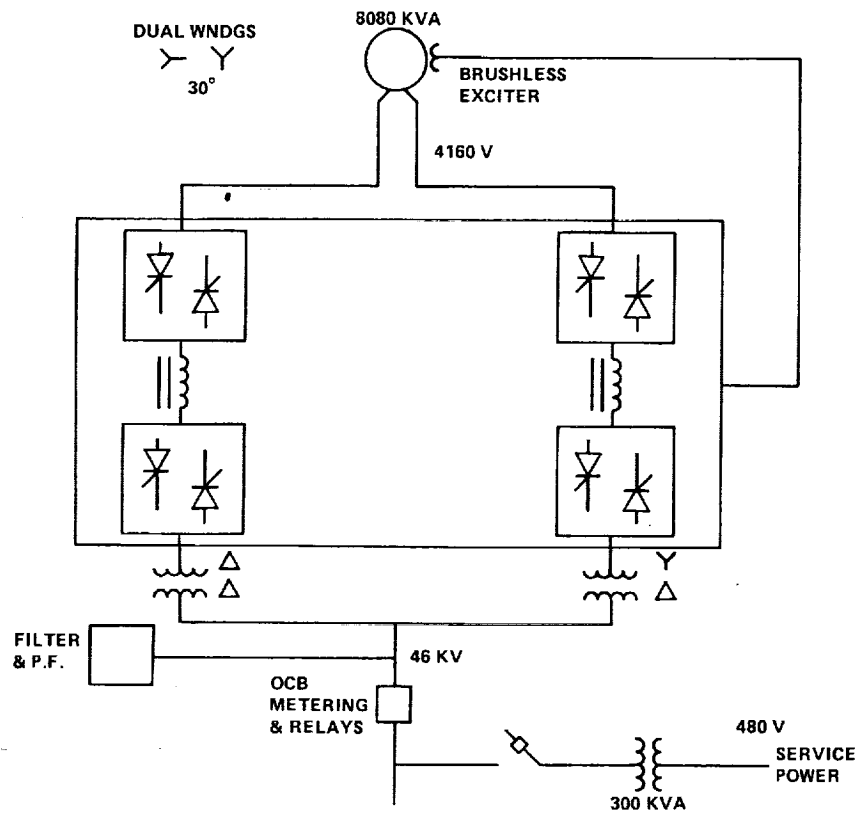 8080 KVA
DUAL WNDGS
30°
BRUSHLESS
EXCITER
4160 V
FILTER
& P.F.
46 KV
OCB
METERING
& RELAYS
480 V
SERVICE
POWER
300 KVA